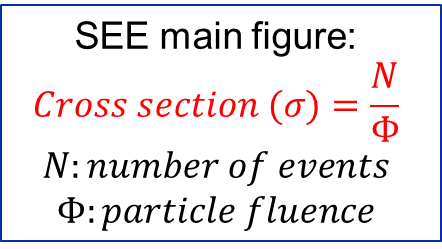 SEE main figure:
Cross section (σ) = N/Φ
N: number of events
Φ: particle fluence